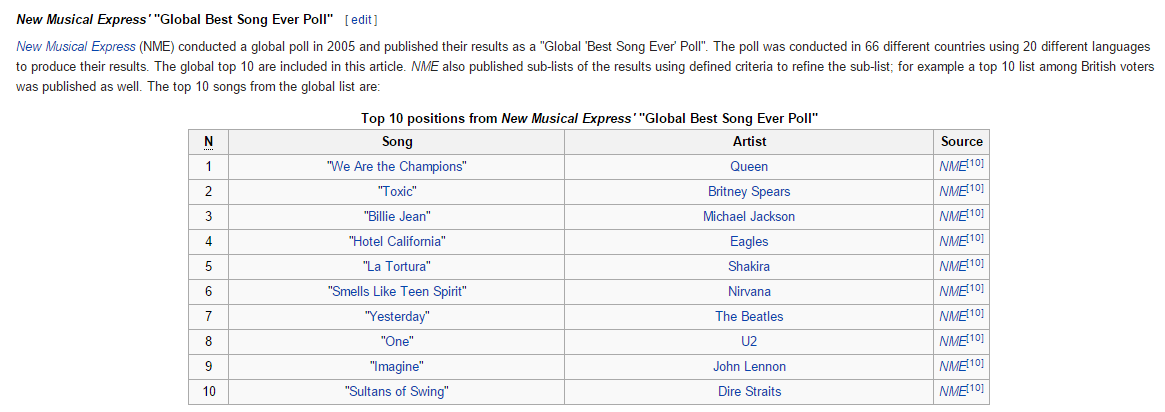 New Musical Express' "Global Best Song Ever Poll" [ edit ]
New Musical Express (NME) conducted a global poll in 2005 and published their results as a "Global 'Best Song Ever' Poll". The poll was conducted in 66 different countries using 20 different languages
to produce their results. The global top 10 are included in this article. NME also published sub-lists of the results using defined criteria to refine the sub-list; for example a top 10 list among British voters
was published as well. The top 10 songs from the global list are:
Top 10 positions from New Musical Express' "Global Best Song Ever Poll"
N Song Artist Source
1 "We Are the Champions" Queen NME[10]
2 "Toxic" Britney Spears NME[10]
3 "Billie Jean" Michael Jackson NME[10]
4 "Hotel California" Eagles NME[10]
5 "La Tortura" Shakira NME[10]
6 "Smells Like Teen Spirit" Nirvana NME[10]
7 "Yesterday" The Beatles NME[10]
8 "One" U2 NME[10]
9 "Imagine" John Lennon NME[10]
10 "Sultans of Swing" Dire Straits NME[10]